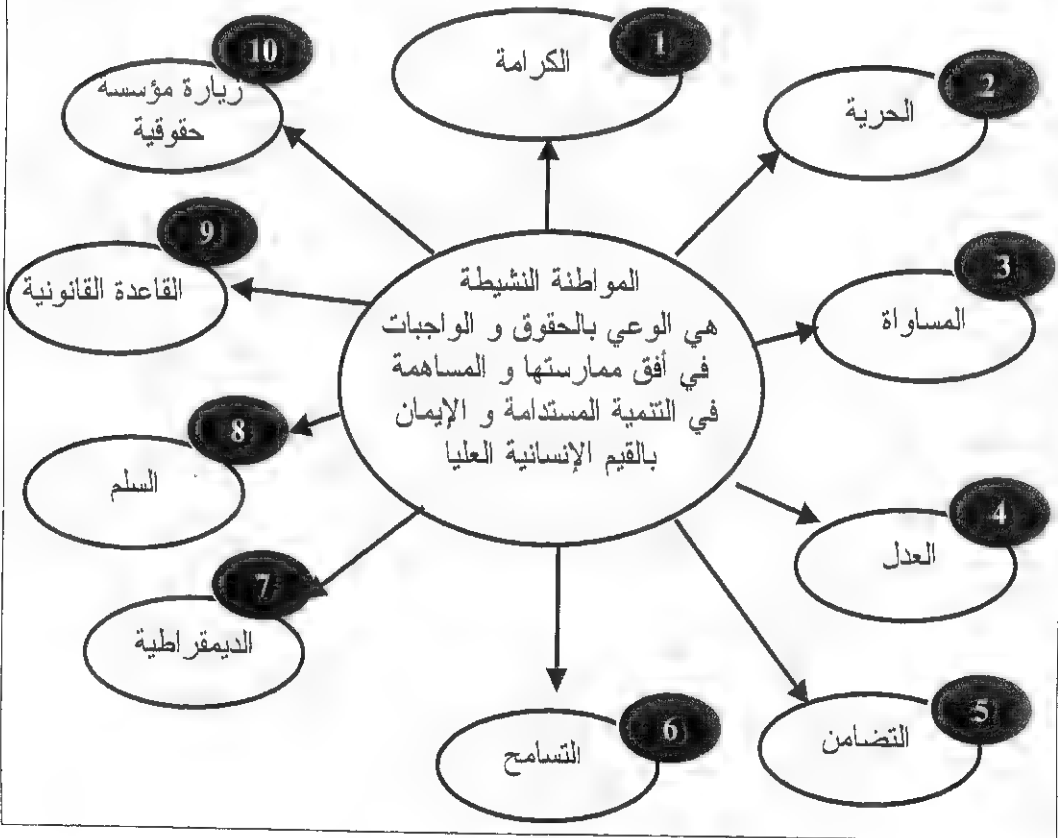 المواطنة النشيطة
هي الوعي بالحقوق و الواجبات
في أفق ممارستها و المساهمة
في التنمية المستدامة و الإيمان
بالقيم الإنسانية العليا
1
الكرامة
2
الحرية
3
المساواة
4
العدل
5
التضامن
6
التسامح
7
الديمقراطية
8
السلم
9
القاعدة القانونية
10
زيارة مؤسسة
حقوقية